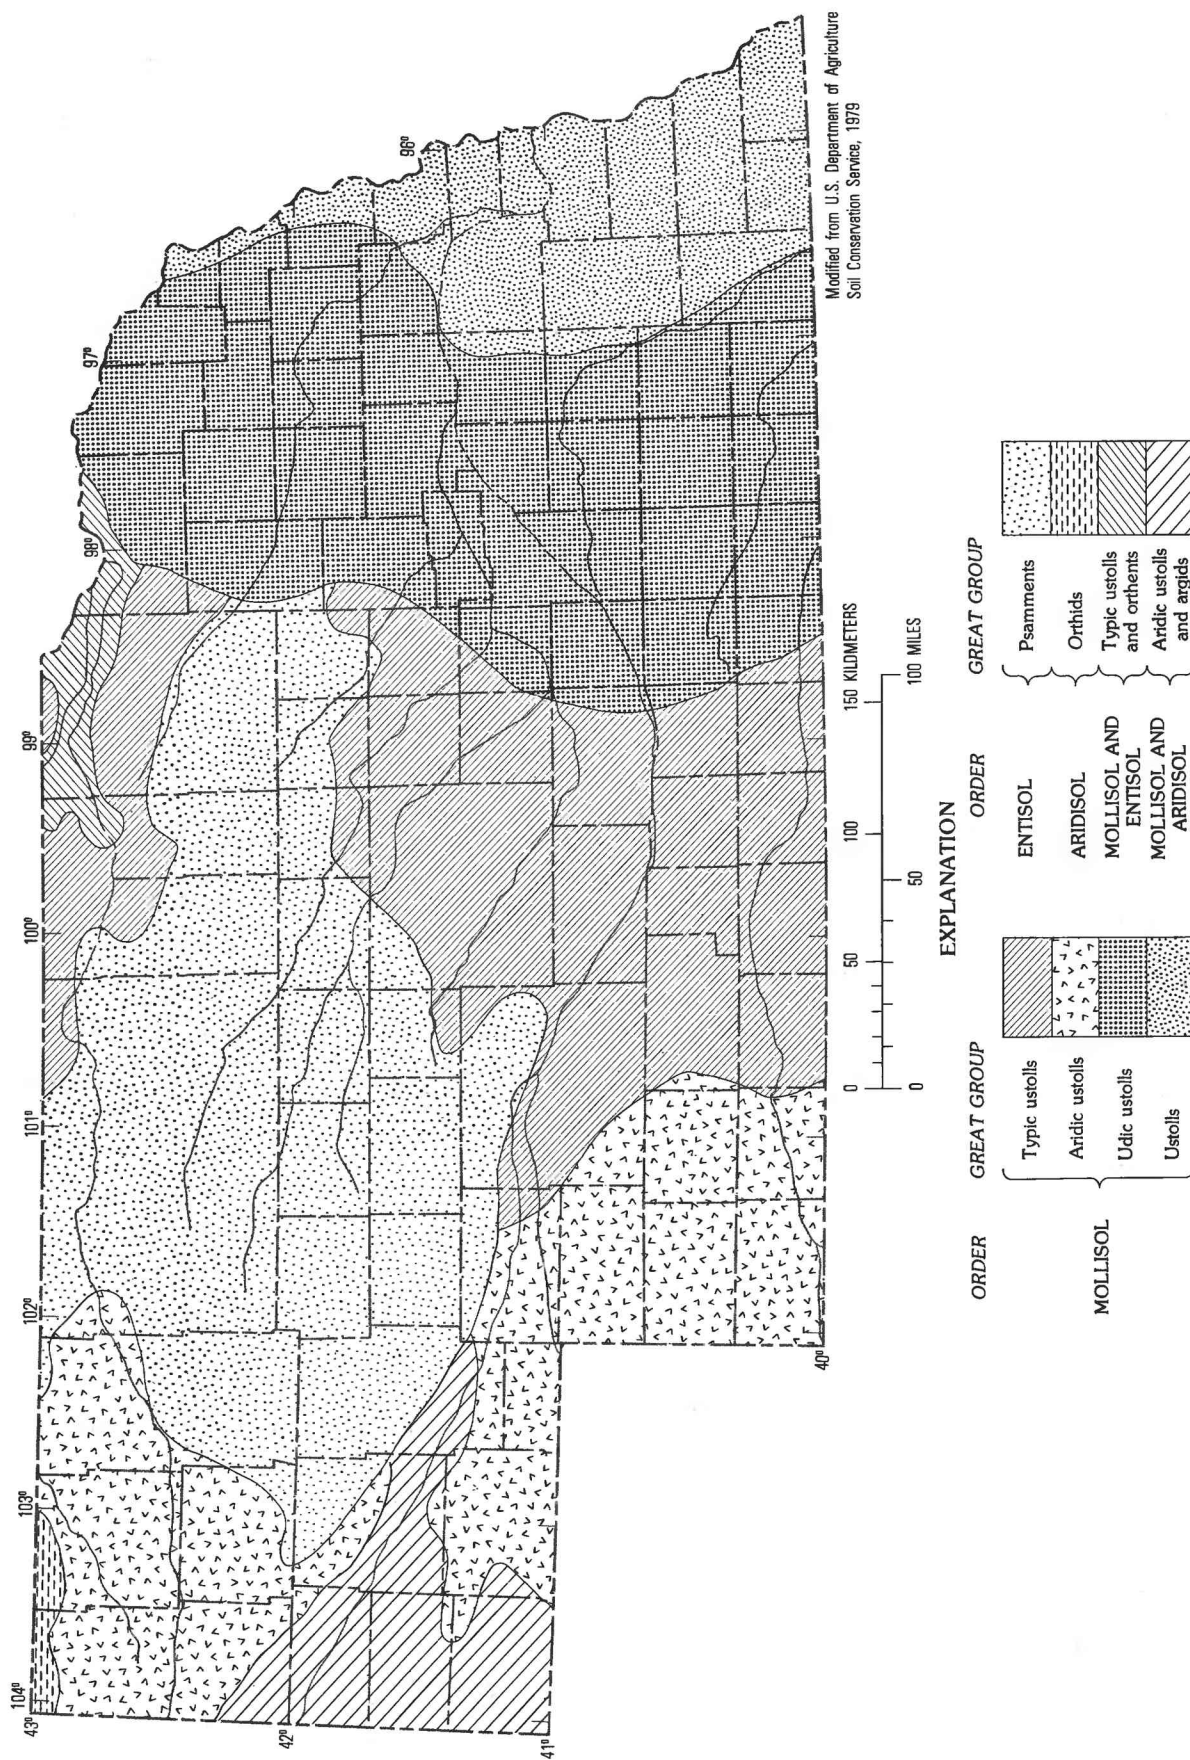 43°
104°
103°
102°
101°
100°
99°
98°
97°
96°
42°
41°
40°
Modified from U.S. Department of Agriculture
Soil Conservation Service, 1979
0 50 100 150 KILOMETERS
0 50 100 MILES
EXPLANATION
ORDER GREAT GROUP ORDER GREAT GROUP
MOLLISOL
Typic ustolls
Aridic ustolls
Udic ustolls
Ustolls
ENTISOL
Psamments
ARIDISOL
Orthids
MOLLISOL AND
ENTISOL
Typic ustolls
and orthents
MOLLISOL AND
ARIDISOL
Aridic ustolls
and argids